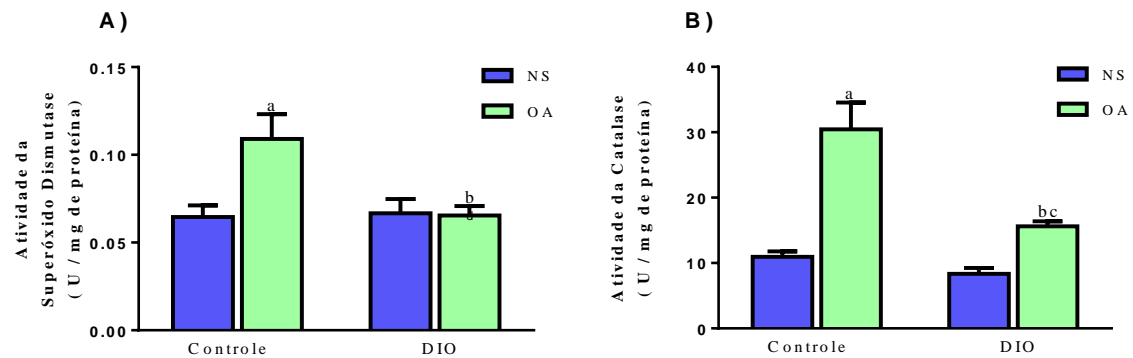 A)
Atividade da
Superóxido Dismutase
(U/mg de proteína)
0.15
0.10
0.05
0.00
a
b
Controle
DIO
NS
OA
B)
Atividade da Catalase
(U/mg de proteína)
40
30
20
10
0
a
bc
Controle
DIO
NS
OA